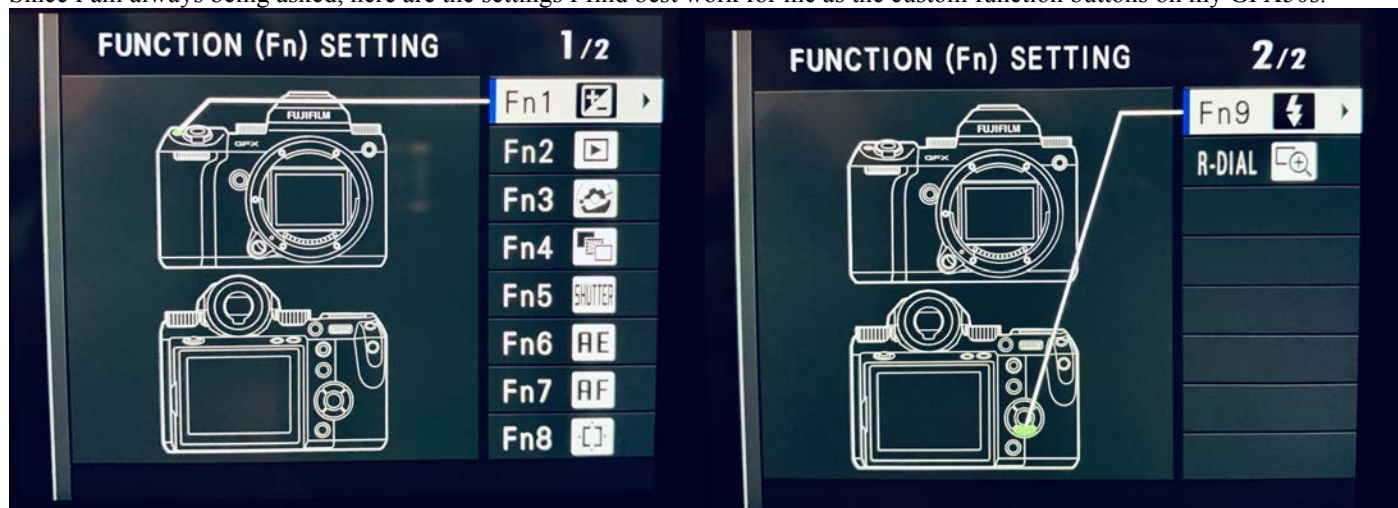 Since I am always being asked, here are the settings I find best work for me as the custom function buttons on my GFX50s:
FUNCTION (Fn) SETTING 1/2
FUJIFILM
GFX
Fn1
Fn2
Fn3
Fn4
Fn5 SHUTTER
Fn6 AE
Fn7 AF
Fn8
FUNCTION (Fn) SETTING 2/2
FUJIFILM
GFX
Fn9
R-DIAL